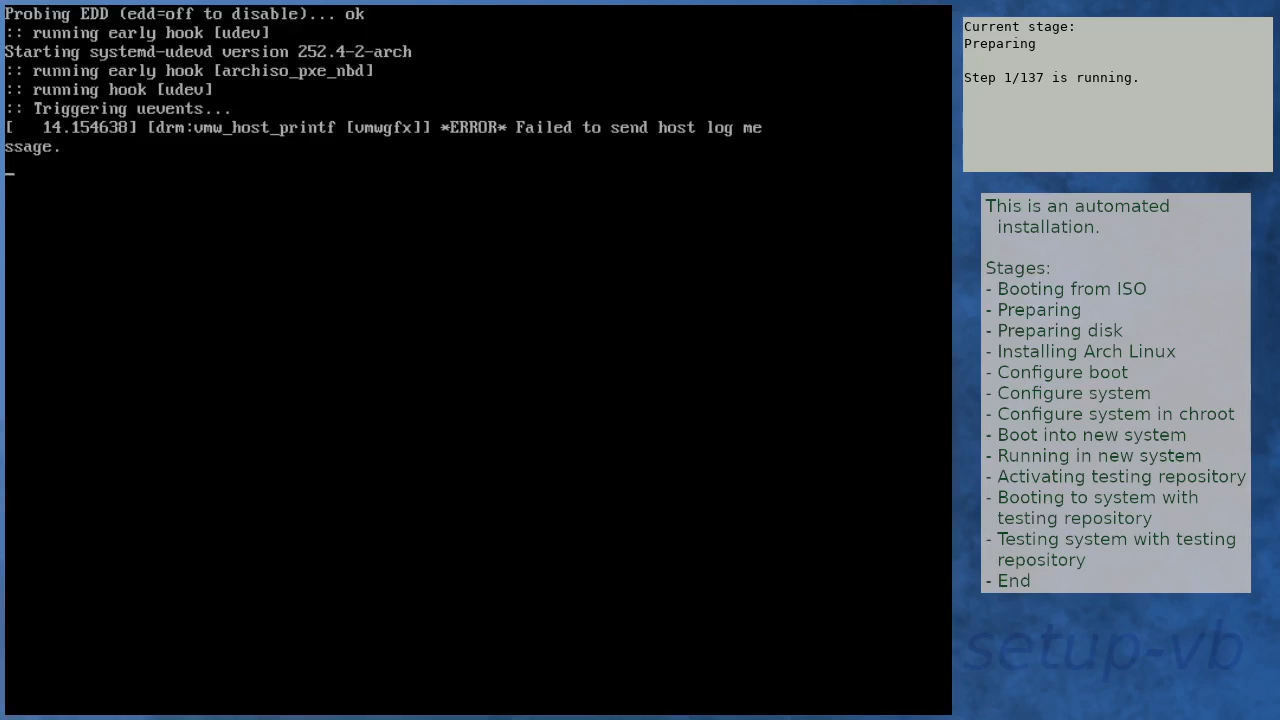 Probing EDD (edd=off to disable)... ok
:: running early hook [udev]
Starting systemd-udevd version 252.4-2-arch
:: running early hook [archiso_pxe_nbd]
:: running hook [udev]
:: Triggering uevents...
[   14.154638] [drm:vmw_host_printf [vmwgfx]] *ERROR* Failed to send host log me
ssage.
_
Current stage:
Preparing
Step 1/137 is running.
This is an automated
installation.
Stages:
- Booting from ISO
- Preparing
- Preparing disk
- Installing Arch Linux
- Configure boot
- Configure system
- Configure system in chroot
- Boot into new system
- Running in new system
- Activating testing repository
- Booting to system with
testing repository
- Testing system with testing
repository
- End
setup-vb